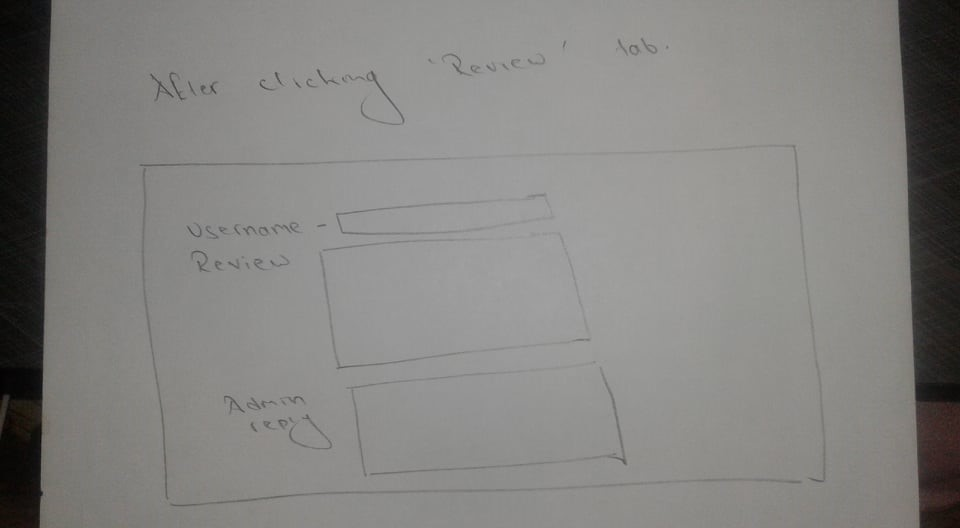 After clicking 'Review' tab.
Username -
Review
Admin
reply